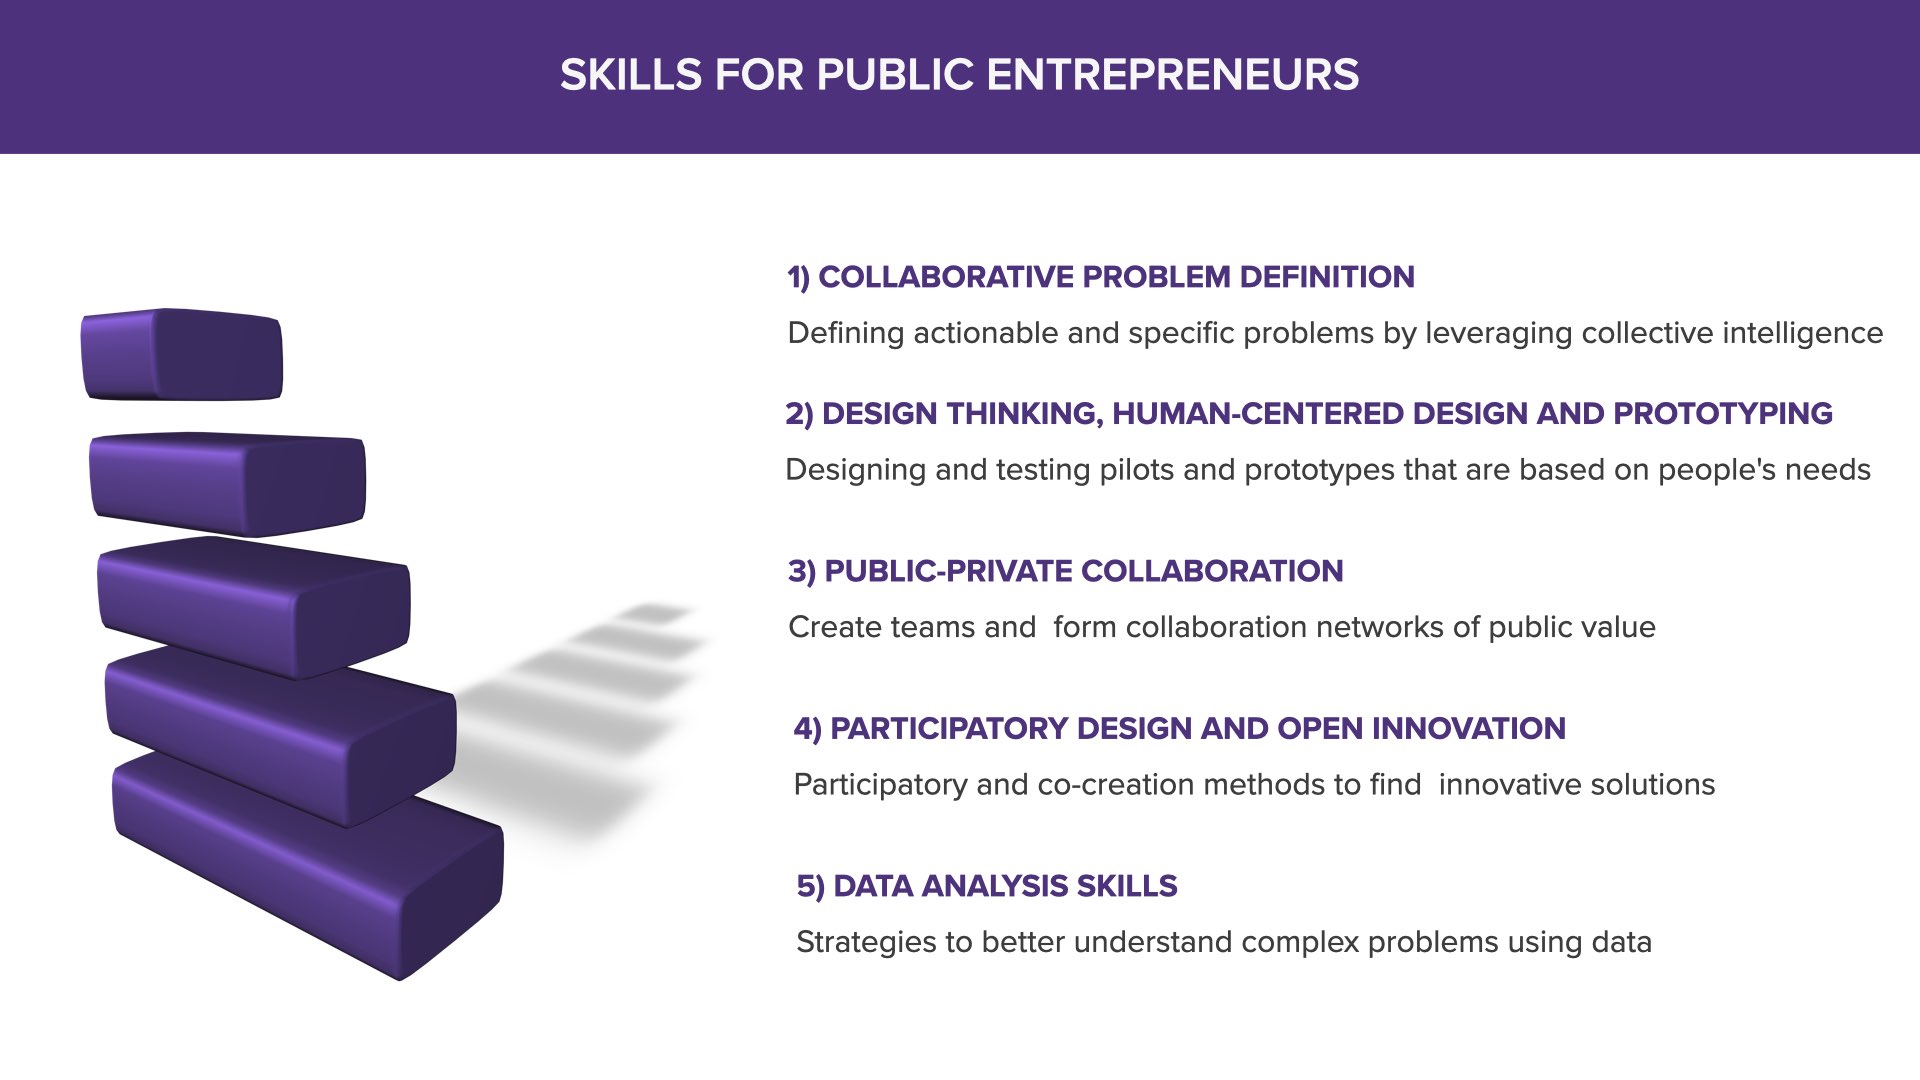 SKILLS FOR PUBLIC ENTREPRENEURS
1) COLLABORATIVE PROBLEM DEFINITION
Defining actionable and specific problems by leveraging collective intelligence
2) DESIGN THINKING, HUMAN-CENTERED DESIGN AND PROTOTYPING
Designing and testing pilots and prototypes that are based on people's needs
3) PUBLIC-PRIVATE COLLABORATION
Create teams and  form collaboration networks of public value
4) PARTICIPATORY DESIGN AND OPEN INNOVATION
Participatory and co-creation methods to find  innovative solutions
5) DATA ANALYSIS SKILLS
Strategies to better understand complex problems using data